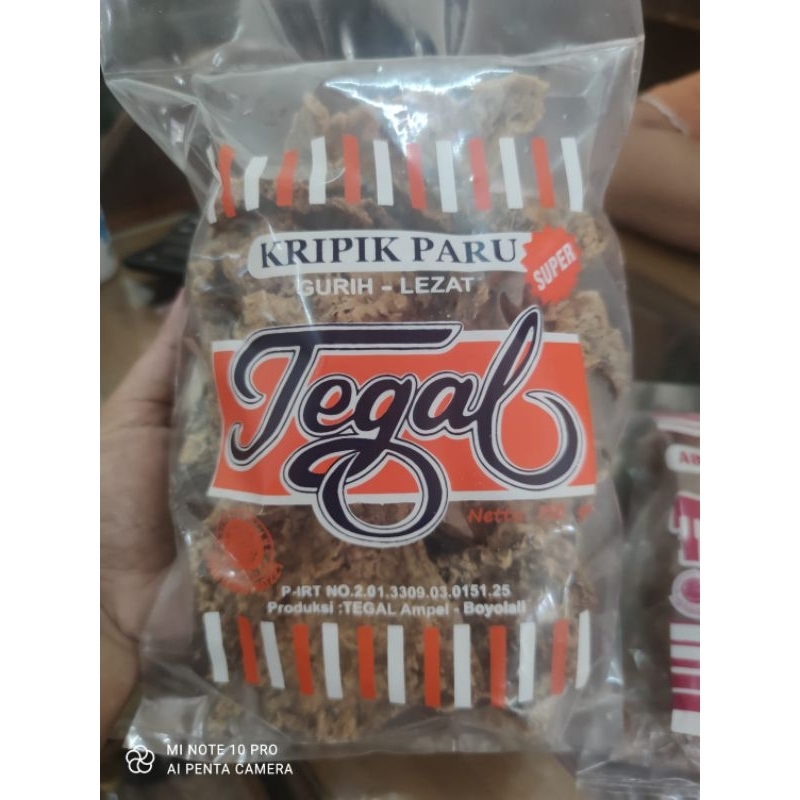 KRIPIK PARU
SUPER
GURIH - LEZAT
Tegal
Netto
P-IRT NO.2.01.3309.03.0151.25
Produksi :TEGAL Ampel - Boyolali
MI NOTE 10 PRO
AI PENTA CAMERA